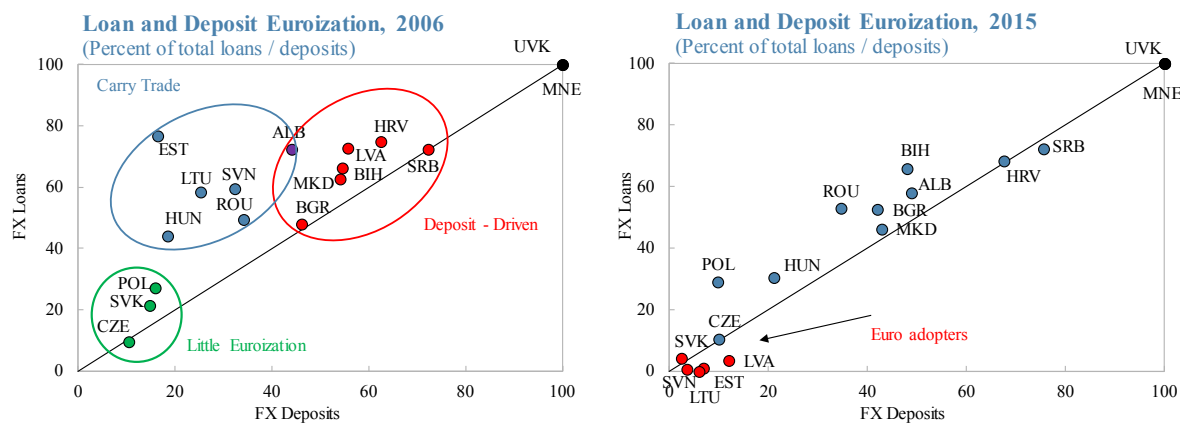 Loan and Deposit Euroization, 2006
(Percent of total loans / deposits)
UVK
100
Carry Trade
MNE
80
EST
ALB
HRV
LVA
SRB
BIH
MKD
LTU
SVN
60
ROU
BGR
HUN
Deposit - Driven
40
POL
SVK
20
CZE
Little Euroization
0
0
20
40
60
80
100
FX Loans
FX Deposits
Loan and Deposit Euroization, 2015
(Percent of total loans / deposits)
UVK
100
MNE
80
BIH
SRB
HRV
ALB
60
ROU
BGR
MKD
40
POL
HUN
20
CZE
Euro adopters
SVK
LVA
SVN
EST
LTU
0
0
20
40
60
80
100
FX Loans
FX Deposits